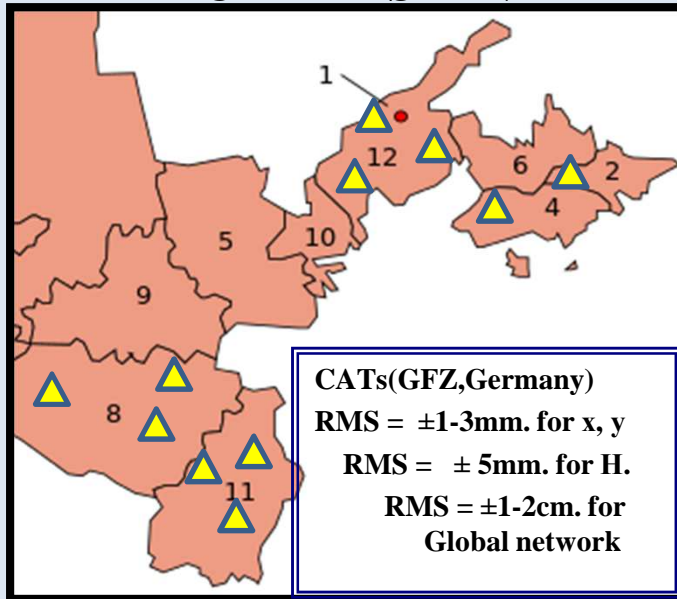 1
12
6
2
4
5
10
9
8
11
CATs(GFZ,Germany)
RMS = ±1-3mm. for x, y
RMS = ± 5mm. for H.
RMS = ±1-2cm. for
Global network